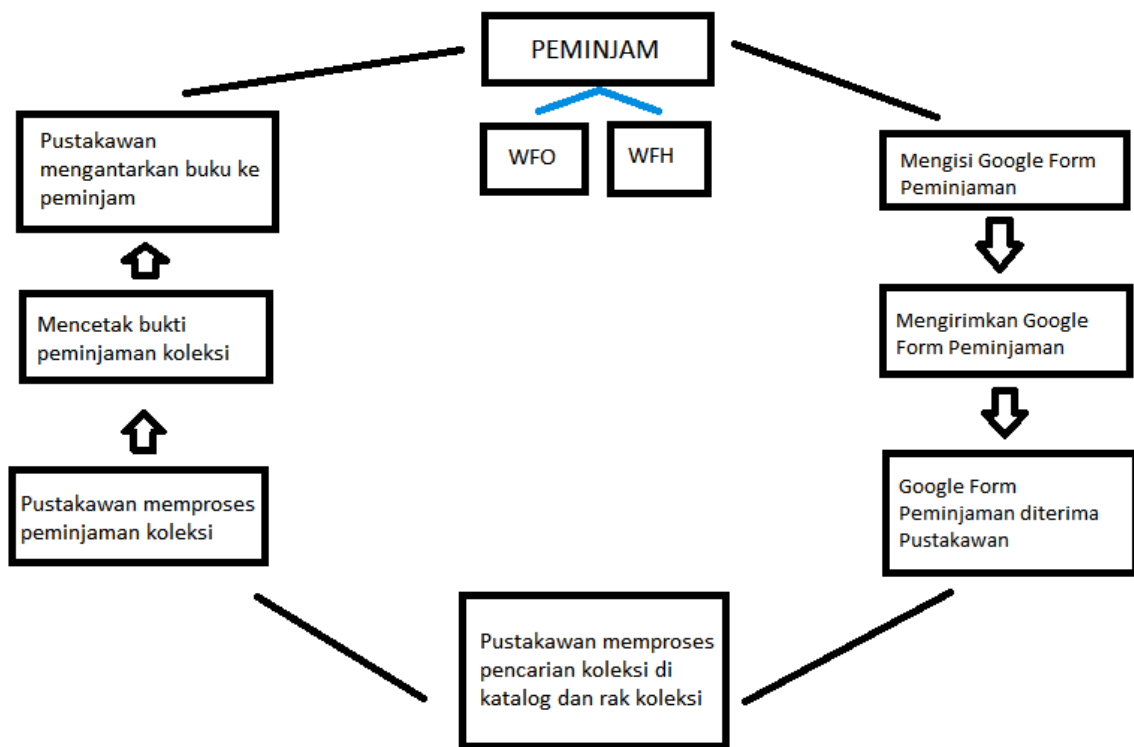 PEMINJAM
WFO
WFH
Mengisi Google Form
Peminjaman
Mengirimkan Google
Form Peminjaman
Google Form
Peminjaman diterima
Pustakawan
Pustakawan memproses
pencarian koleksi di
katalog dan rak koleksi
Pustakawan memproses
peminjaman koleksi
Mencetak bukti
peminjaman koleksi
Pustakawan
mengantarkan buku ke
peminjam